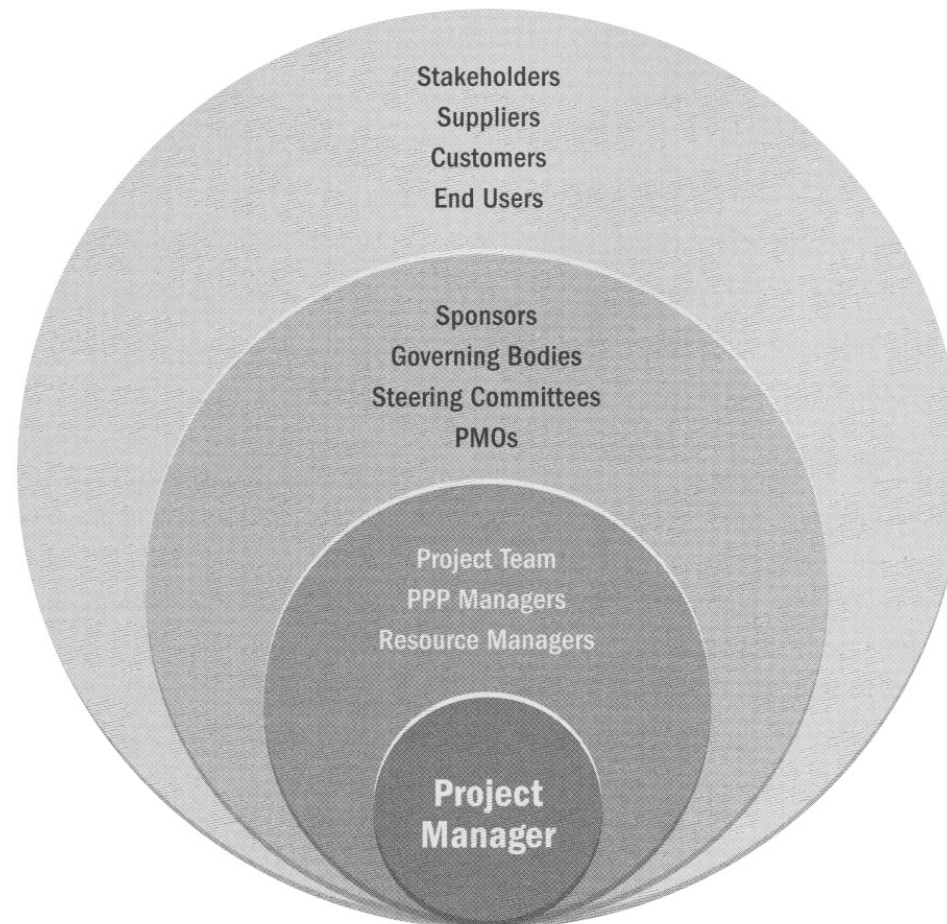 Stakeholders
Suppliers
Customers
End Users
Sponsors
Governing Bodies
Steering Committees
PMOs
Project Team
PPP Managers
Resource Managers
Project
Manager